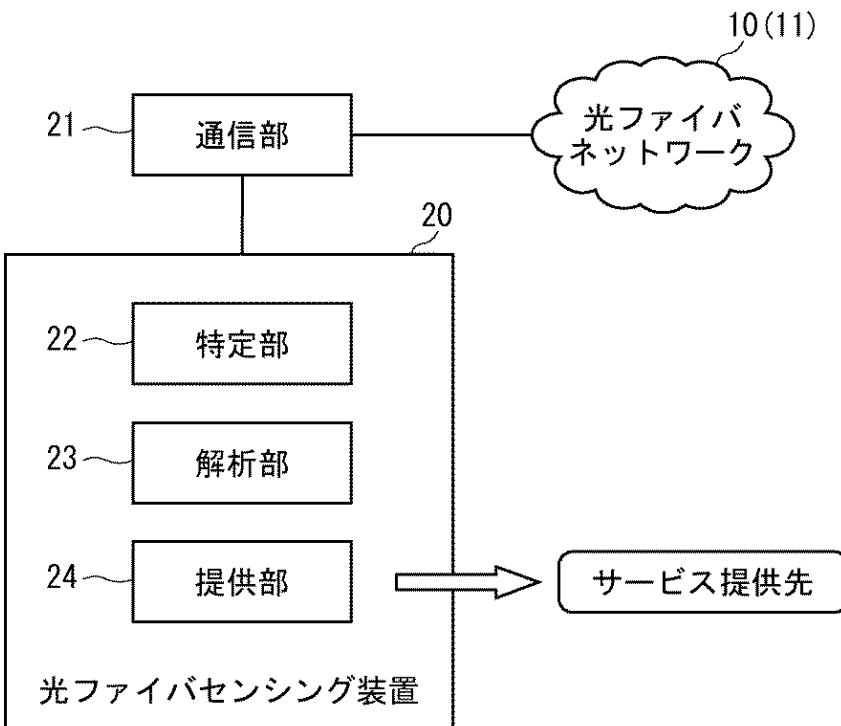 10(11)
21
通信部
光ファイバ
ネットワーク
20
22
特定部
23
解析部
24
提供部
サービス提供先
光ファイバセンシング装置